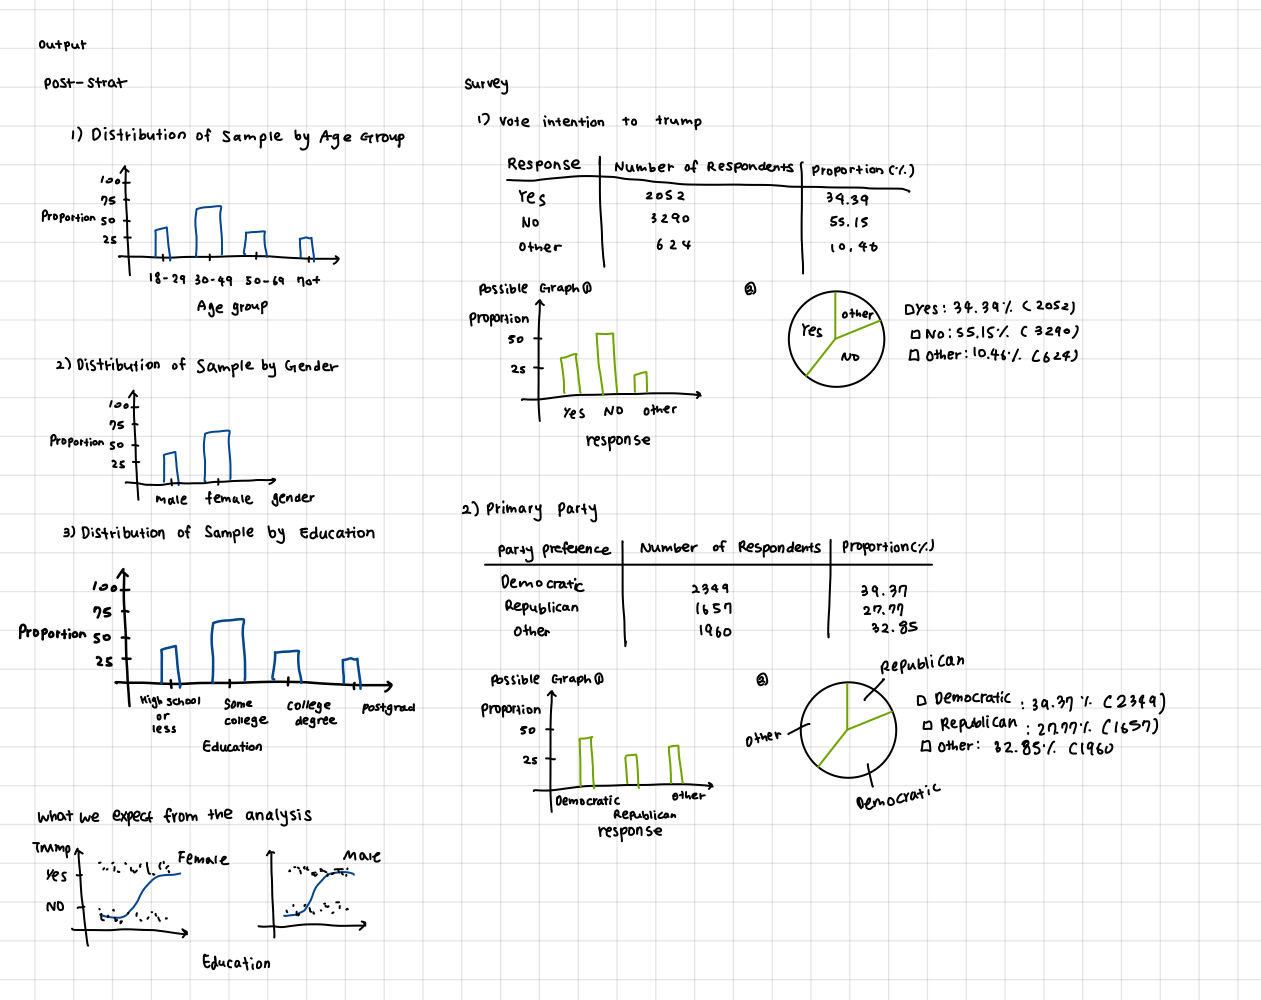 Output
Post-strat
1) Distribution of Sample by Age Group
100
75
Proportion 50
25
18-29 30-49 50-69 70+
Age group
2) Distribution of Sample by Gender
100
75
Proportion 50
25
male female gender
3) Distribution of Sample by Education
100
75
Proportion 50
25
High school or less
Some college
College degree
Postgrad
Education
What we expect from the analysis
Trump
Yes
NO
Female
Male
Education
Survey
1) Vote intention to trump
Response Number of Respondents Proportion (%)
Yes 2052 34.39
No 3290 55.15
Other 624 10.46
Possible Graph ①
Proportion
50
25
Yes NO other
response
②
Yes
other
NO
Yes: 34.39% (2052)
No: 55.15% (3290)
Other: 10.46% (624)
2) Primary Party
Party preference Number of Respondents Proportion (%)
Democratic 2349 39.37
Republican 1657 27.77
Other 1960 32.85
Possible Graph ①
Proportion
50
25
Democratic
Republican
other
response
②
Republican
Other
Democratic
Democratic : 39.37% (2349)
Republican : 27.77% (1657)
Other: 32.85% (1960